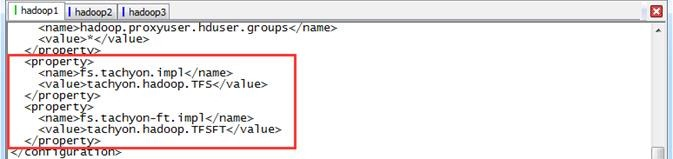 hadoop1 hadoop2 hadoop3
<name>hadoop.proxyuser.hduser.groups</name>
<value>*</value>
</property>
<property>
<name>fs.tachyon.impl</name>
<value>tachyon.hadoop.TFS</value>
</property>
<property>
<name>fs.tachyon-ft.impl</name>
<value>tachyon.hadoop.TFSFT</value>
</property>
</configuration>